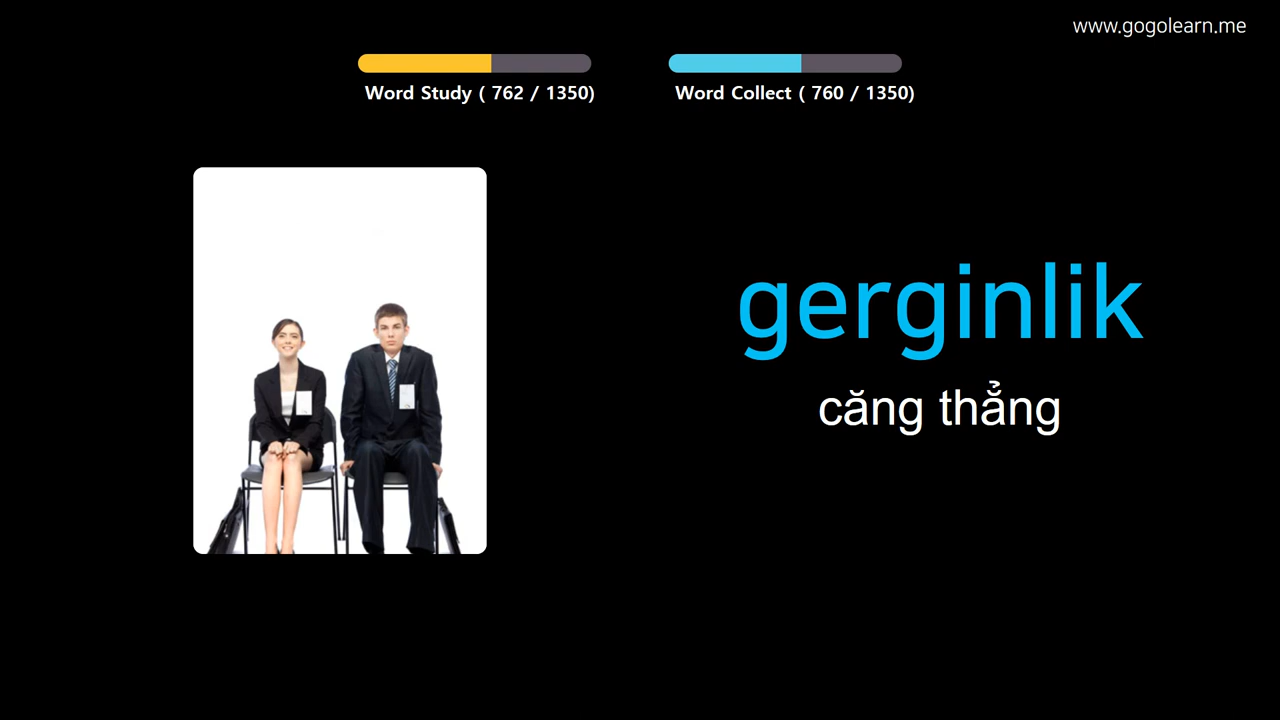 www.gogolearn.me
Word Study ( 762 / 1350)
Word Collect ( 760 / 1350)
gerginlik
căng thẳng